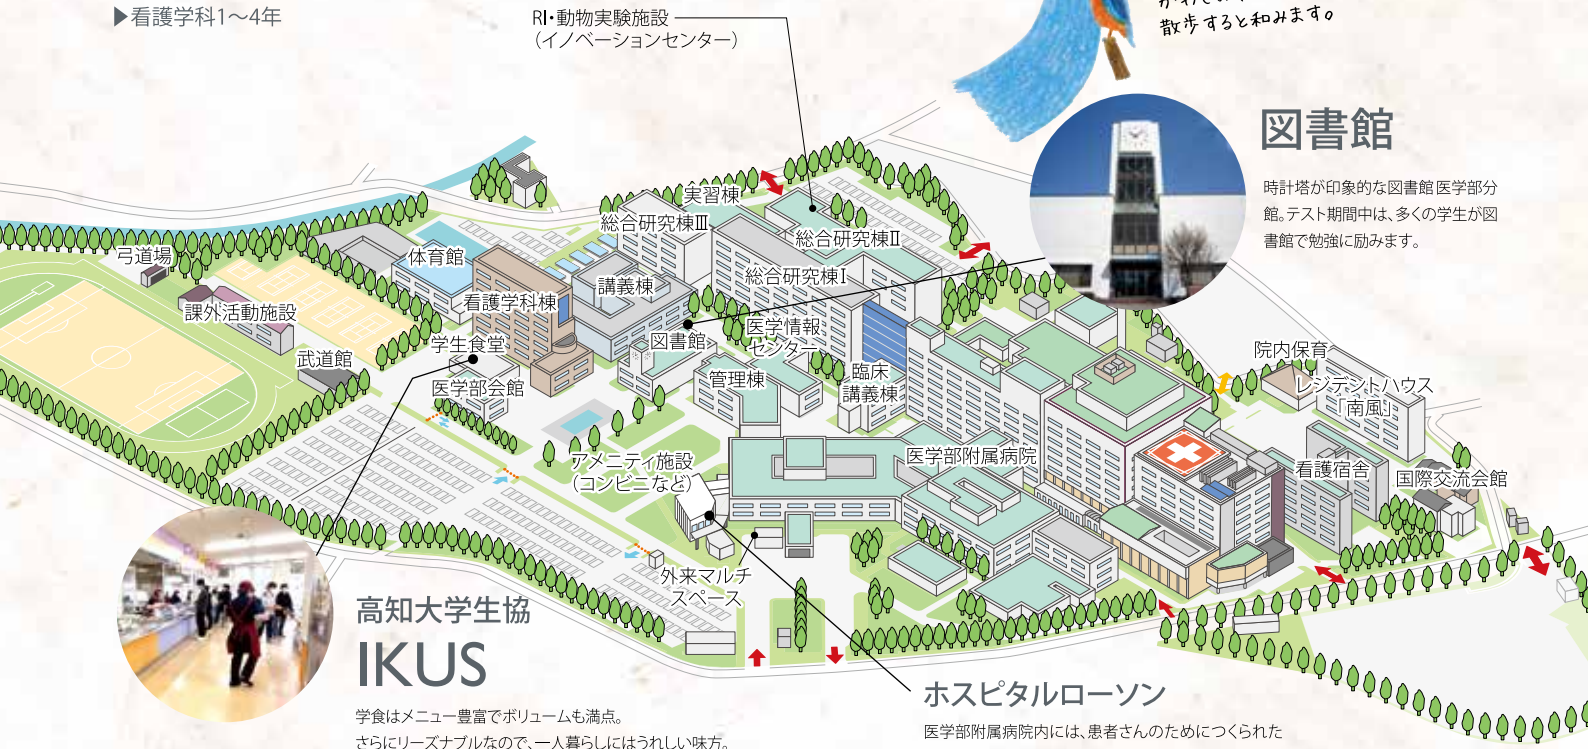 ▶看護学科1〜4年
RI・動物実験施設
(イノベーションセンター)
散歩すると和みます。
図書館
時計塔が印象的な図書館医学部分
館。テスト期間中は、多くの学生が図
書館で勉強に励みます。
実習棟
総合研究棟Ⅲ
総合研究棟Ⅱ
弓道場
体育館
総合研究棟Ⅰ
講義棟
看護学科棟
課外活動施設
医学情報
センター
図書館
学生食堂
武道館
院内保育
管理棟
臨床
講義棟
医学部会館
レジデントハウス
「南風」
アメニティ施設
(コンビニなど)
医学部附属病院
看護宿舎
国際交流会館
外来マルチ
スペース
高知大学生協
IKUS
学食はメニュー豊富でボリュームも満点。
さらにリーズナブルなので、一人暮らしにはうれしい味方。
ホスピタルローソン
医学部附属病院内には、患者さんのためにつくられた